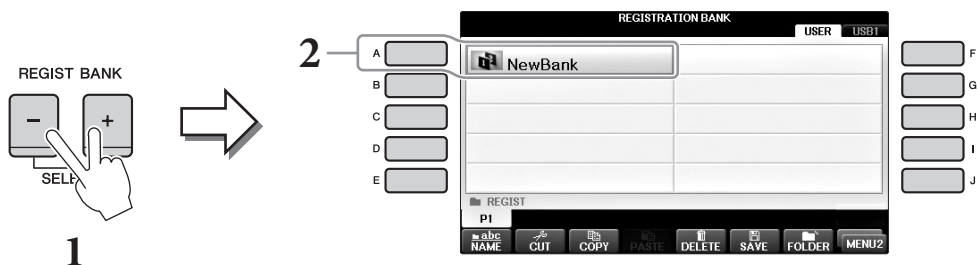 REGIST BANK
- +
1
2
REGISTRATION BANK
USER USB1
A
B
C
D
E
NewBank
REGIST
P1
abc
NAME CUT COPY PASTE DELETE SAVE FOLDER MENU2
F
G
H
I
J